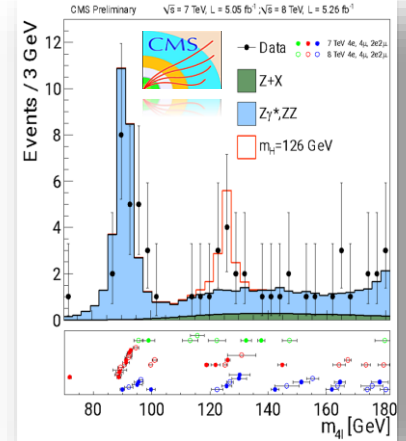 CMS Preliminary √s = 7 TeV, L = 5.05 fb⁻¹ ;√s = 8 TeV, L = 5.26 fb⁻¹
Events / 3 GeV
12
10
8
6
4
2
0
CMS
Data
7 TeV 4e, 4μ, 2e2μ
8 TeV 4e, 4μ, 2e2μ
Z+X
Zγ*,ZZ
mH=126 GeV
80 100 120 140 160 180
m4l [GeV]